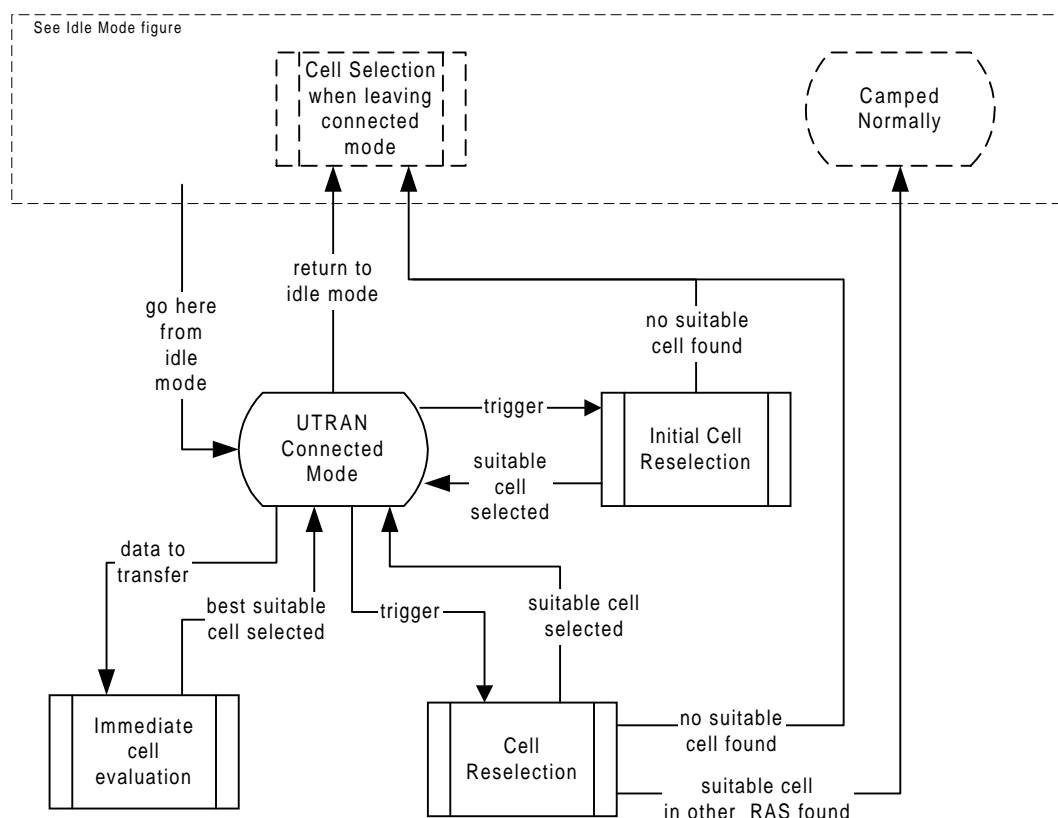 See Idle Mode figure
Cell Selection
when leaving
connected
mode
Camped
Normally
return to
idle mode
go here
from
idle
mode
no suitable
cell found
UTRAN
Connected
Mode
trigger
Initial Cell
Reselection
suitable
cell
selected
data to
transfer
best suitable
cell selected
trigger
suitable cell
selected
Immediate
cell
evaluation
Cell
Reselection
no suitable
cell found
suitable cell
in other RAS found